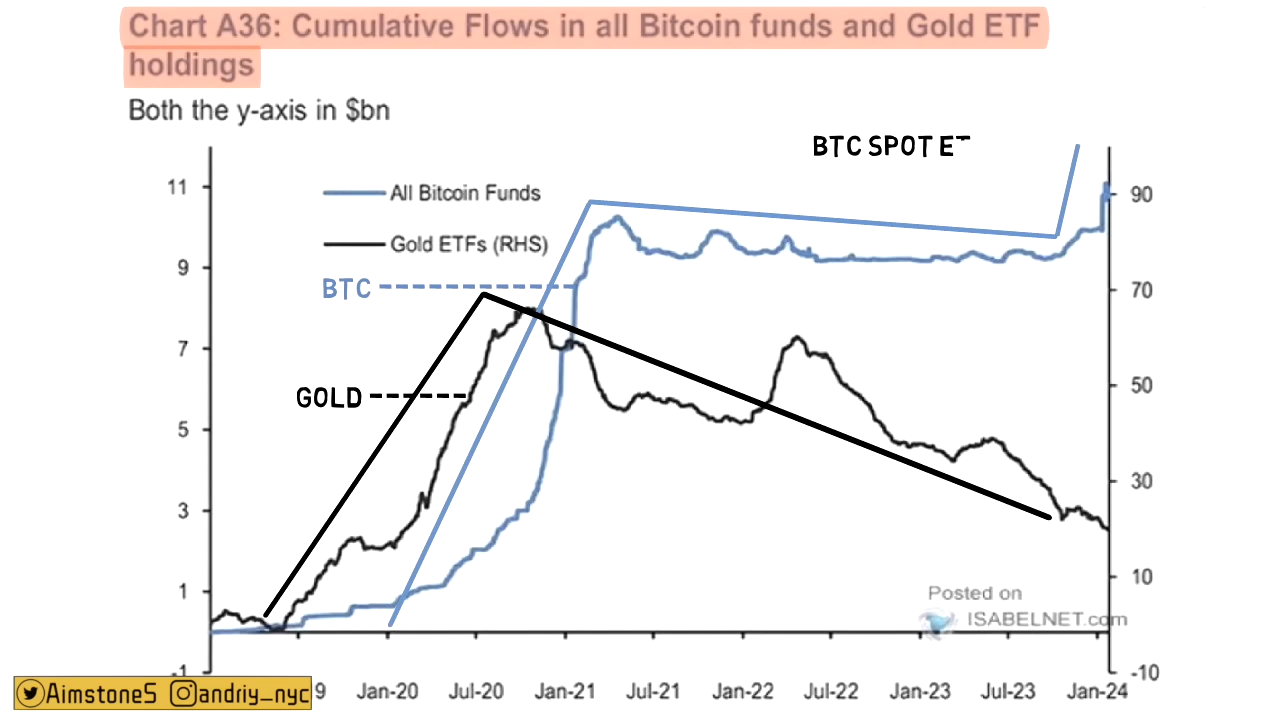 Chart A36: Cumulative Flows in all Bitcoin funds and Gold ETF
holdings
Both the y-axis in $bn
BTC SPOT E
11
All Bitcoin Funds
90
Gold ETFs (RHS)
9
BTC
70
7
GOLD
50
5
3
30
1
10
Posted on
ISABELNET.com
-1
-10
Aimstone5 andriy_nyc
9 Jan-20 Jul-20 Jan-21 Jul-21 Jan-22 Jul-22 Jan-23 Jul-23 Jan-24